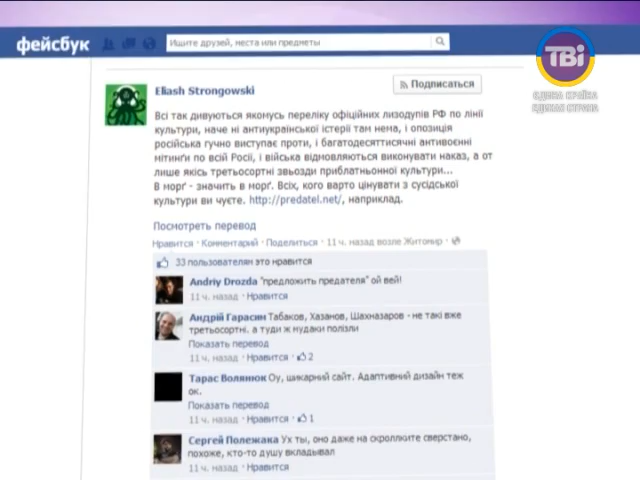 фейсбук
Ищите друзей, места или предметы
ТВі
ЄДИНА КРАЇНА
ЕДИНАЯ СТРАНА
Eliash Strongowski
Подписаться
Всі так дивуються якомусь переліку офіційних лизодупів РФ по лінії
культури, наче ні антиукраїнської істерії там нема, і опозиція
російська гучно виступає проти, і багатодесяттисячні антивоєнні
мітинґи по всій Росії, і війська відмовляються виконувати наказ, а от
лише якісь третьосортні звьозди приблатньонної культури...
В морґ - значить в морґ. Всіх, кого варто цінувати з сусідської
культури ви чуєте. http://predatel.net/, наприклад.
Посмотреть перевод
Нравится · Комментарий · Поделиться · 11 ч. назад возле Житомир ·
33 пользователям это нравится
Andriy Drozda "предложить предателя" ой вей!
11 ч. назад · Нравится
Андрій Гарасим Табаков, Хазанов, Шахназаров - не такі вже
третьосортні. а туди ж мудаки полізли
Показать перевод
11 ч. назад · Нравится · 2
Тарас Волянюк Оу, шикарний сайт. Адаптивний дизайн теж
ок.
Показать перевод
11 ч. назад · Нравится · 1
Сергей Полежака Ух ты, оно даже на скроллките сверстано,
похоже, кто-то душу вкладывал
11 ч. назад · Нравится